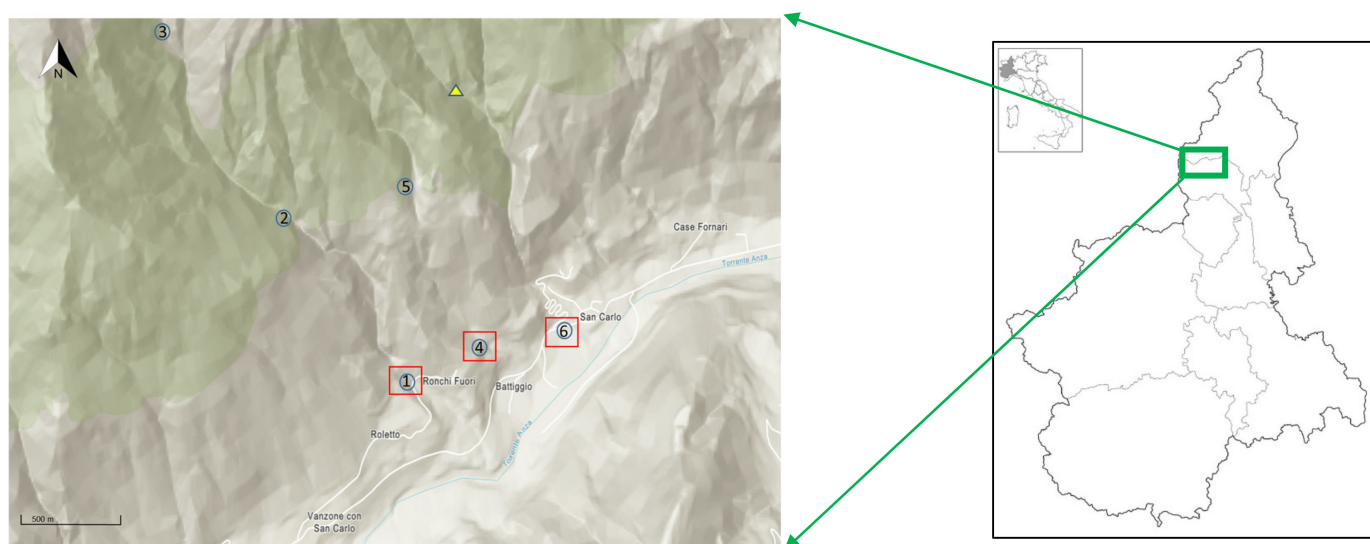 3
N
5
2
Case Fornari
Torrente Anza
San Carlo
6
4
1
Ronchi Fuori
Battiggio
Roletto
Torrente Anza
Vanzone con
San Carlo
500 m